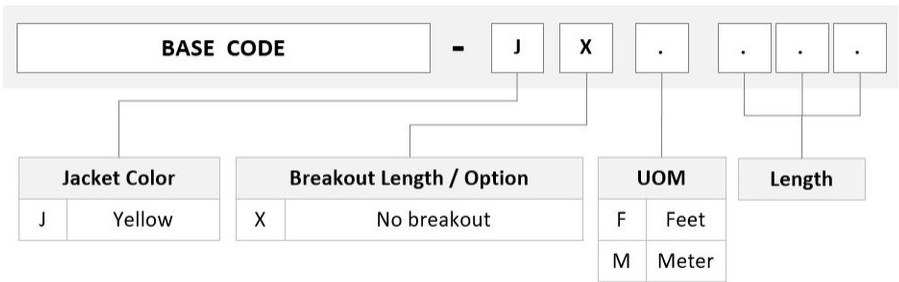 BASE CODE - J X . . . .
Jacket Color
J Yellow
Breakout Length / Option
X No breakout
UOM
F Feet
M Meter
Length